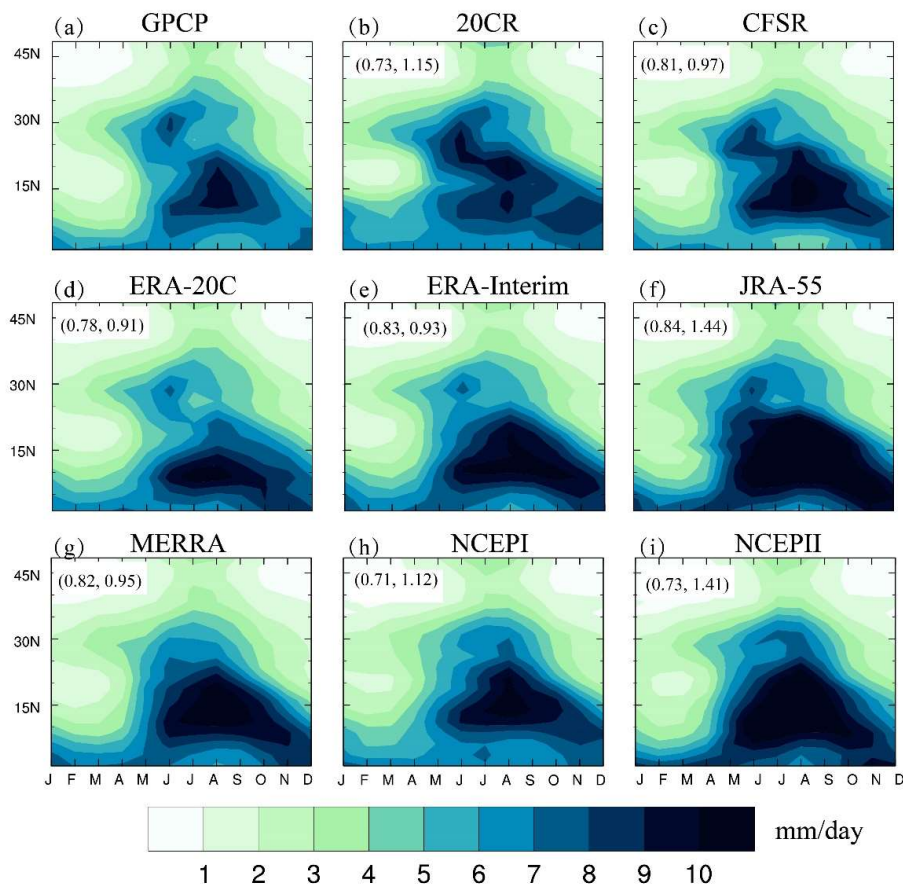 (a) GPCP
(b) 20CR
(c) CFSR
45N
30N
15N
(0.73, 1.15)
(0.81, 0.97)
(d) ERA-20C
(e) ERA-Interim
(f) JRA-55
45N
30N
15N
(0.78, 0.91)
(0.83, 0.93)
(0.84, 1.44)
(g) MERRA
(h) NCEPI
(i) NCEPII
45N
30N
15N
(0.82, 0.95)
(0.71, 1.12)
(0.73, 1.41)
J F M A M J J A S O N D
J F M A M J J A S O N D
J F M A M J J A S O N D
mm/day
1 2 3 4 5 6 7 8 9 10